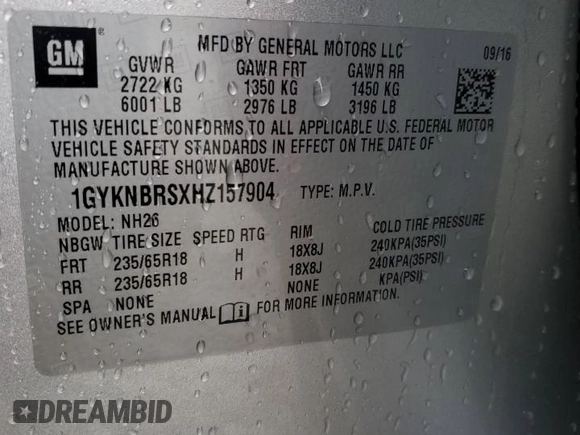 GM
MFD BY GENERAL MOTORS LLC 09/16
GVWR GAWR FRT GAWR RR
2722 KG 1350 KG 1450 KG
6001 LB 2976 LB 3196 LB
THIS VEHICLE CONFORMS TO ALL APPLICABLE U.S. FEDERAL MOTOR
VEHICLE SAFETY STANDARDS IN EFFECT ON THE DATE OF
MANUFACTURE SHOWN ABOVE.
1GYKNBRSXHZ157904 TYPE: M.P.V.
MODEL: NH26
NBGW TIRE SIZE SPEED RTG RIM COLD TIRE PRESSURE
FRT 235/65R18 H 18X8J 240KPA(35PSI)
RR 235/65R18 H 18X8J 240KPA(35PSI)
SPA NONE NONE KPA(PSI)
SEE OWNER'S MANUAL FOR MORE INFORMATION.
DREAMBID